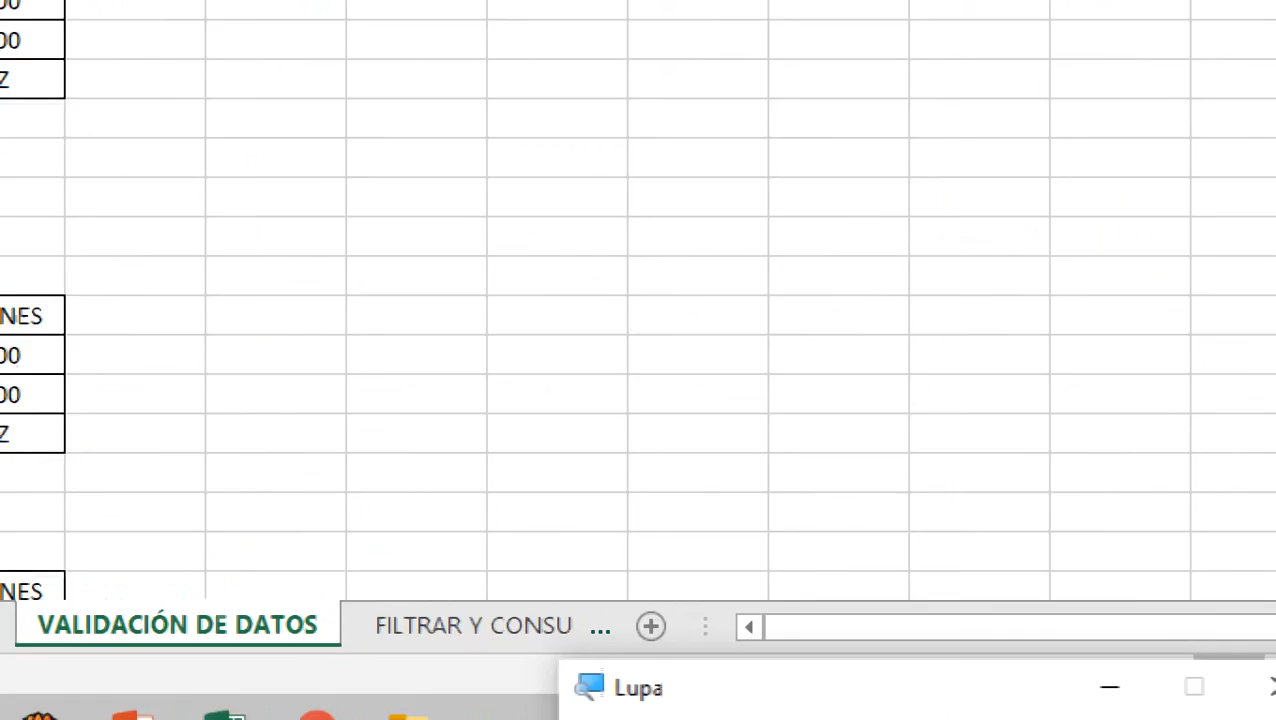 00
00
Z
NES
00
00
Z
NES
VALIDACIÓN DE DATOS
FILTRAR Y CONSU ...
Lupa